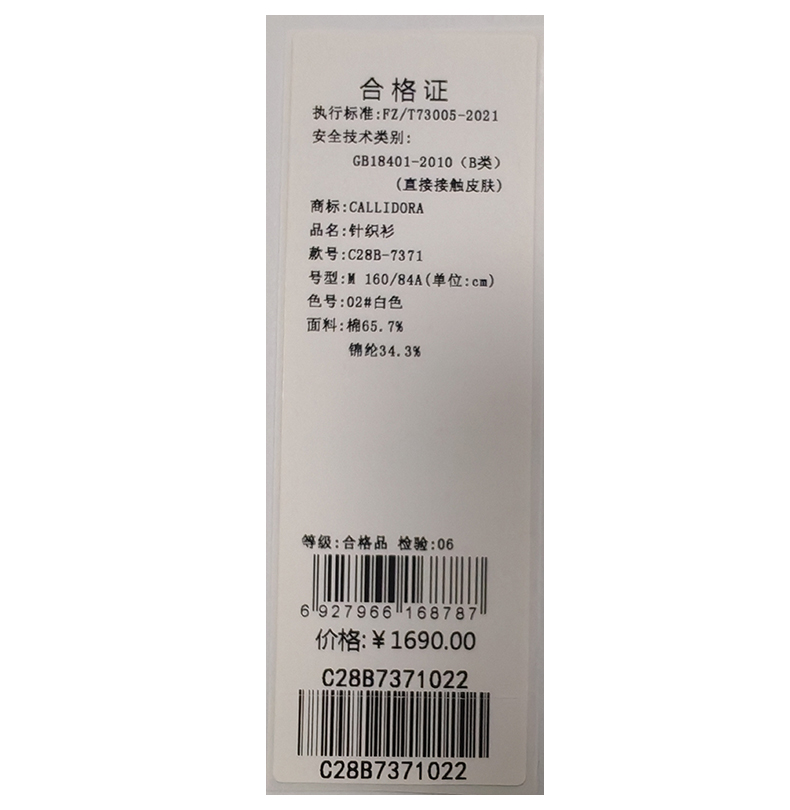 合格证
执行标准:FZ/T73005-2021
安全技术类别:
GB18401-2010（B类）
(直接接触皮肤)
商标:CALLIDORA
品名:针织衫
款号:C28B-7371
号型:M 160/84A(单位:cm)
色号:02#白色
面料:棉65.7%
锦纶34.3%
等级:合格品 检验:06
6 927966 168787
价格:￥1690.00
C28B7371022
C28B7371022